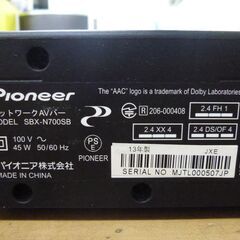 Pioneer
ットワークAVバー
MODEL SBX-N700SB
100 V ～
45 W 50/60 Hz
パイオニア株式会社
MADE IN CHINA
The "AAC" logo is a trademark of Dolby Laboratories
PS
E
PIONEER
R 206-000408
2.4 FH 1
2.4 XX 4
2.4 DS/OF 4
13年製
JXE
SERIAL NO MJTL000507JP